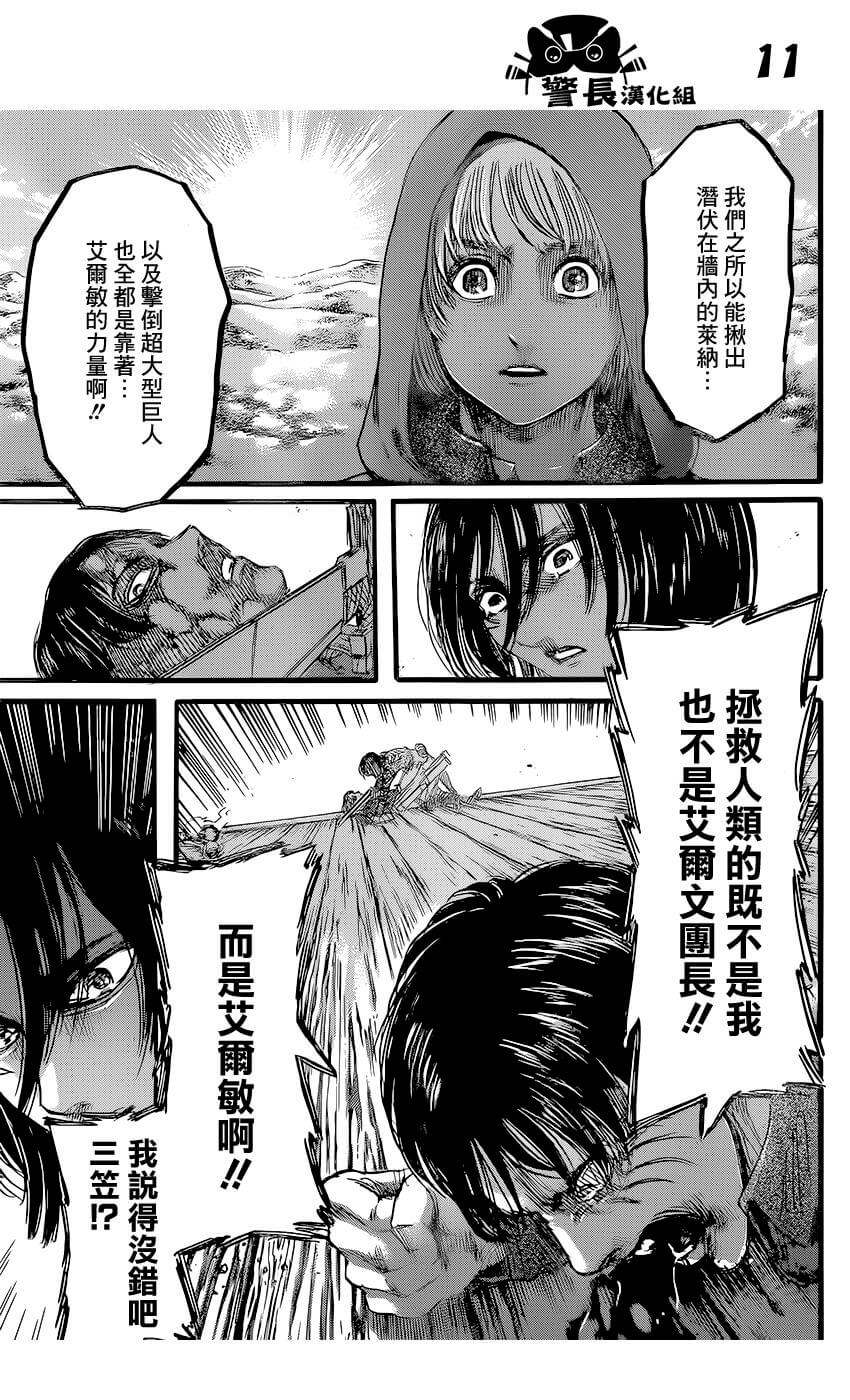 警長漢化組
11
我們之所以能揪出
潛伏在牆內的萊納…
以及擊倒超大型巨人
也全都是靠著…
艾爾敏的力量啊!!
拯救人類的既不是我
也不是艾爾文團長!!
而是艾爾敏啊!!
我說得沒錯吧
三笠!?